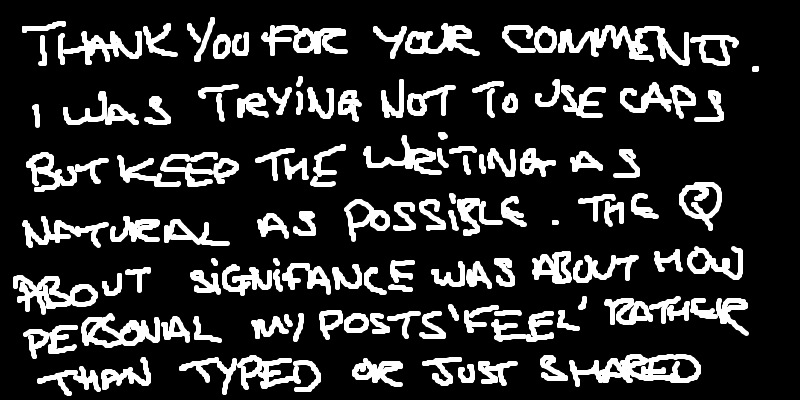 THANK YOU FOR YOUR COMMENTS.
I WAS TRYiNG NOT TO USE CAPS
BUT KEEP THE WRiTING AS
NATURAL AS POSSiBLE. THE Q
ABOUT SiGNiFANCE WAS ABOUT HOW
PERSONAL MY POSTS 'FEEL' RATHER
THAN TYPED OR JUST SHARED